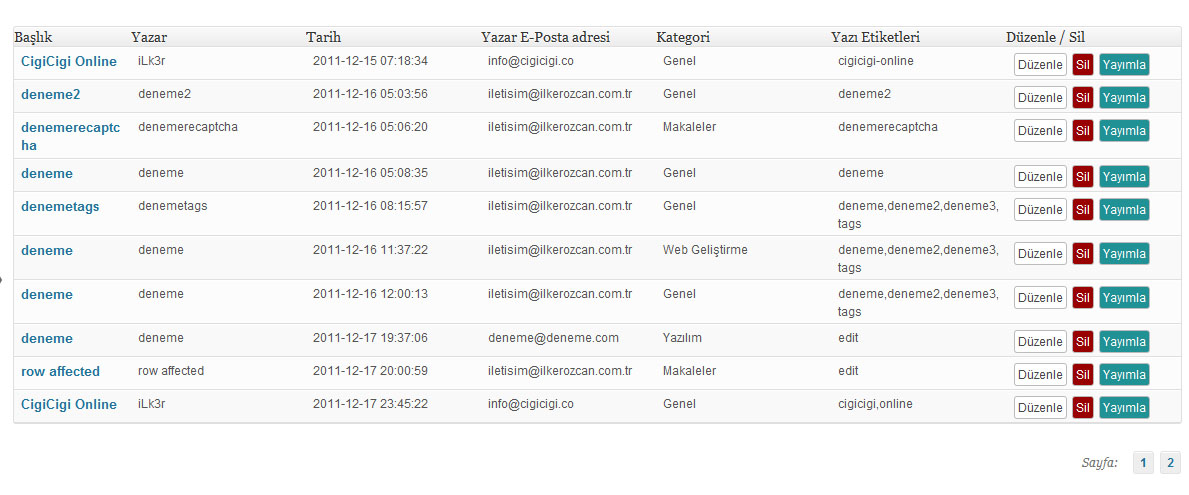 Başlık Yazar Tarih Yazar E-Posta adresi Kategori Yazı Etiketleri Düzenle / Sil
CigiCigi Online iLk3r 2011-12-15 07:18:34 info@cigicigi.co Genel cigicigi-online Düzenle Sil Yayımla
deneme2 deneme2 2011-12-16 05:03:56 iletisim@ilkerozcan.com.tr Genel deneme2 Düzenle Sil Yayımla
denemerecaptc denemerecaptcha 2011-12-16 05:06:20 iletisim@ilkerozcan.com.tr Makaleler denemerecaptcha Düzenle Sil Yayımla
ha
deneme deneme 2011-12-16 05:08:35 iletisim@ilkerozcan.com.tr Genel deneme Düzenle Sil Yayımla
denemetags denemetags 2011-12-16 08:15:57 iletisim@ilkerozcan.com.tr Genel deneme,deneme2,deneme3, Düzenle Sil Yayımla
tags
deneme deneme 2011-12-16 11:37:22 iletisim@ilkerozcan.com.tr Web Geliştirme deneme,deneme2,deneme3, Düzenle Sil Yayımla
tags
deneme deneme 2011-12-16 12:00:13 iletisim@ilkerozcan.com.tr Genel deneme,deneme2,deneme3, Düzenle Sil Yayımla
tags
deneme deneme 2011-12-17 19:37:06 deneme@deneme.com Yazılım edit Düzenle Sil Yayımla
row affected row affected 2011-12-17 20:00:59 iletisim@ilkerozcan.com.tr Makaleler edit Düzenle Sil Yayımla
CigiCigi Online iLk3r 2011-12-17 23:45:22 info@cigicigi.co Genel cigicigi,online Düzenle Sil Yayımla
Sayfa: 1 2